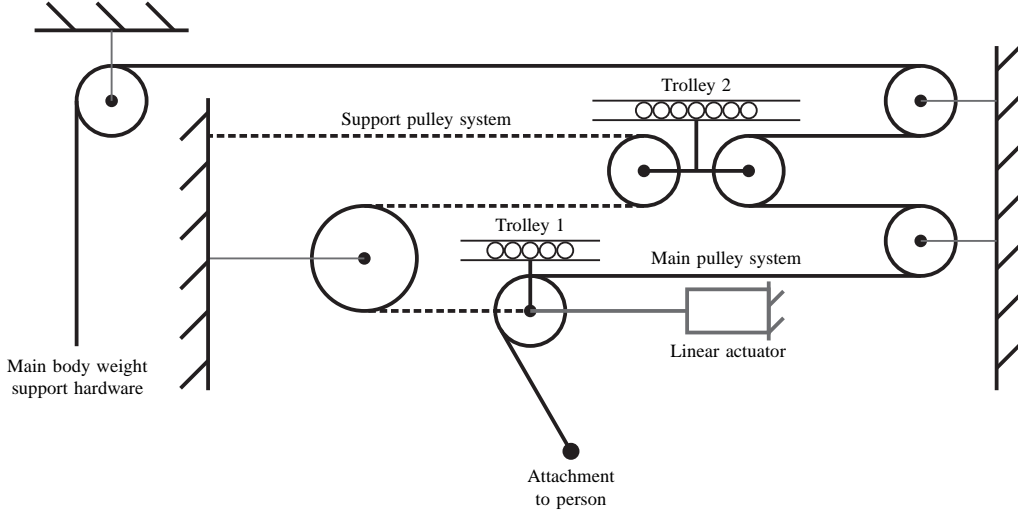 Trolley 2
Support pulley system
Trolley 1
Main pulley system
Linear actuator
Main body weight
support hardware
Attachment
to person